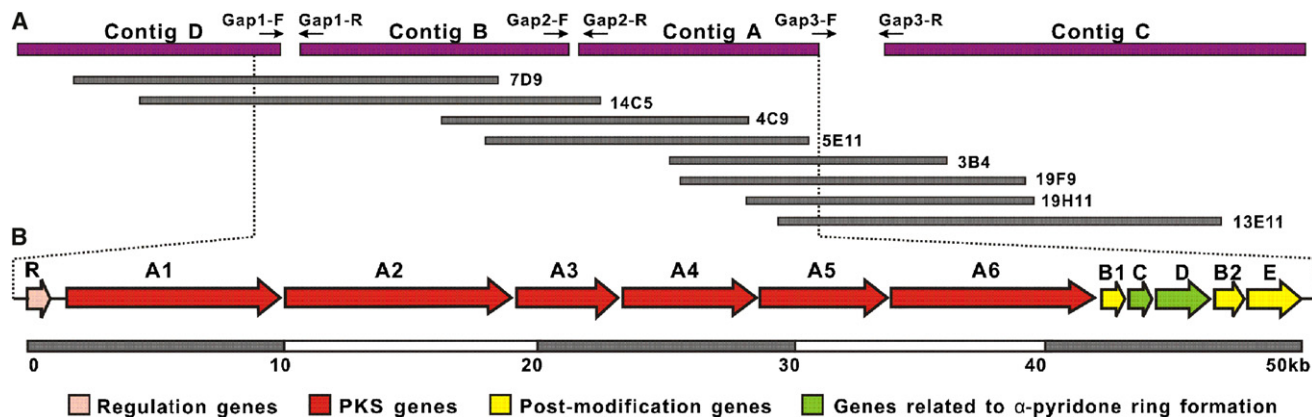 A
Gap1-F Gap1-R Gap2-F Gap2-R Gap3-F Gap3-R
Contig D Contig B Contig A Contig C
7D9
14C5
4C9
5E11
3B4
19F9
19H11
13E11
B
R A1 A2 A3 A4 A5 A6 B1 C D B2 E
0 10 20 30 40 50kb
Regulation genes PKS genes Post-modification genes Genes related to α-pyridone ring formation